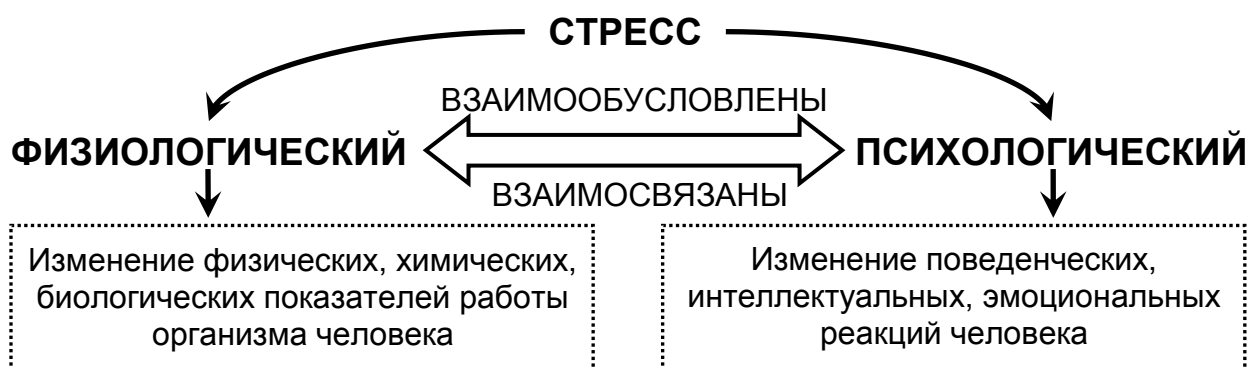 СТРЕСС
ВЗАИМООБУСЛОВЛЕНЫ
ФИЗИОЛОГИЧЕСКИЙ
ПСИХОЛОГИЧЕСКИЙ
ВЗАИМОСВЯЗАНЫ
Изменение физических, химических,
биологических показателей работы
организма человека
Изменение поведенческих,
интеллектуальных, эмоциональных
реакций человека